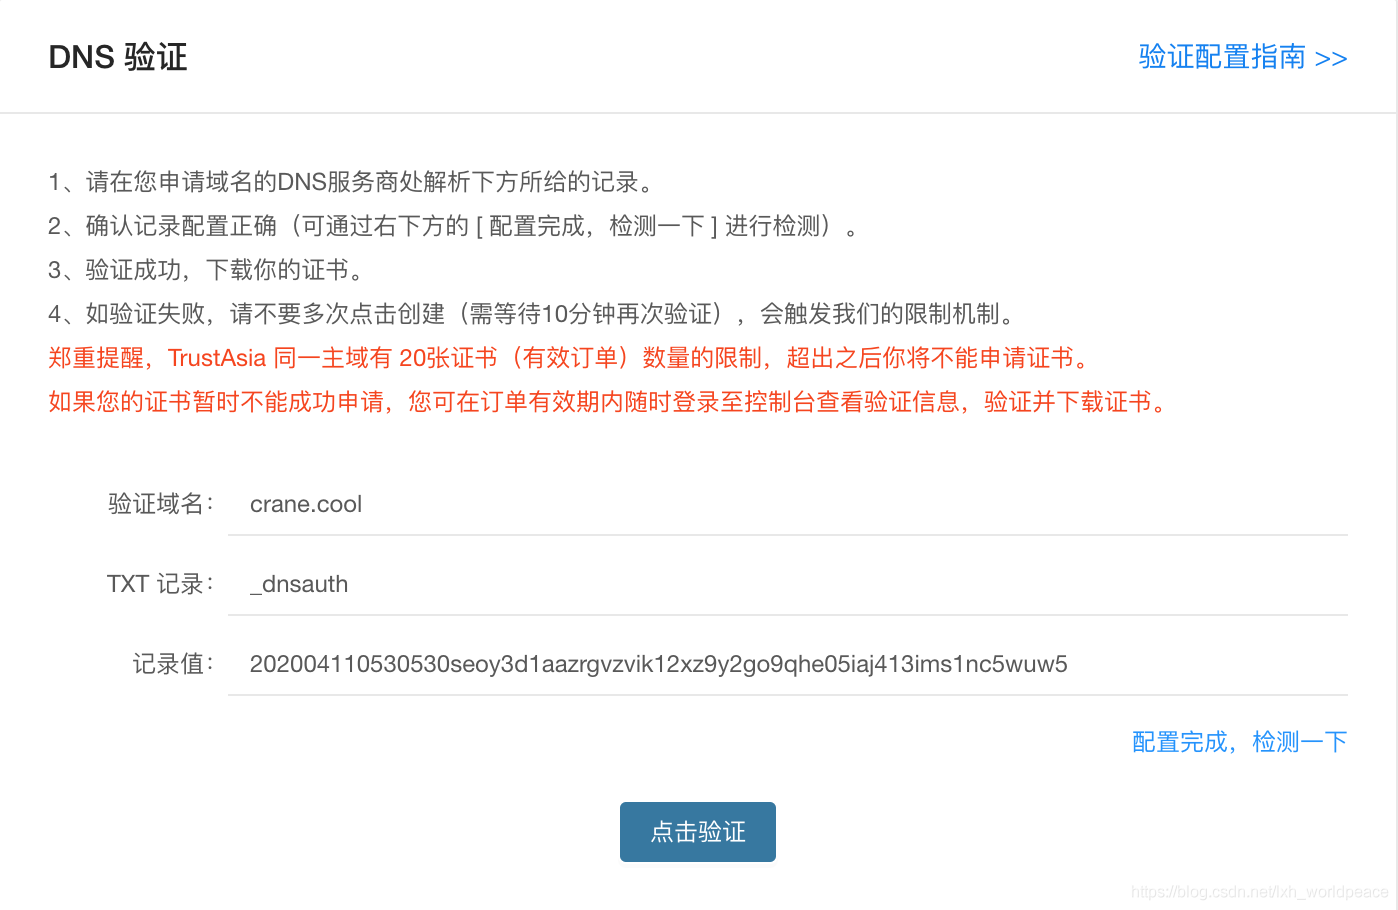 DNS 验证
验证配置指南 >>
1、请在您申请域名的DNS服务商处解析下方所给的记录。
2、确认记录配置正确（可通过右下方的 [ 配置完成，检测一下 ] 进行检测）。
3、验证成功，下载你的证书。
4、如验证失败，请不要多次点击创建（需等待10分钟再次验证），会触发我们的限制机制。
郑重提醒，TrustAsia 同一主域有 20张证书（有效订单）数量的限制，超出之后你将不能申请证书。
如果您的证书暂时不能成功申请，您可在订单有效期内随时登录至控制台查看验证信息，验证并下载证书。
验证域名： crane.cool
TXT 记录： _dnsauth
记录值： 202004110530530seoy3d1aazrgvzvik12xz9y2go9qhe05iaj413ims1nc5wuw5
配置完成，检测一下
点击验证
https://blog.csdn.net/lxh_worldpeace